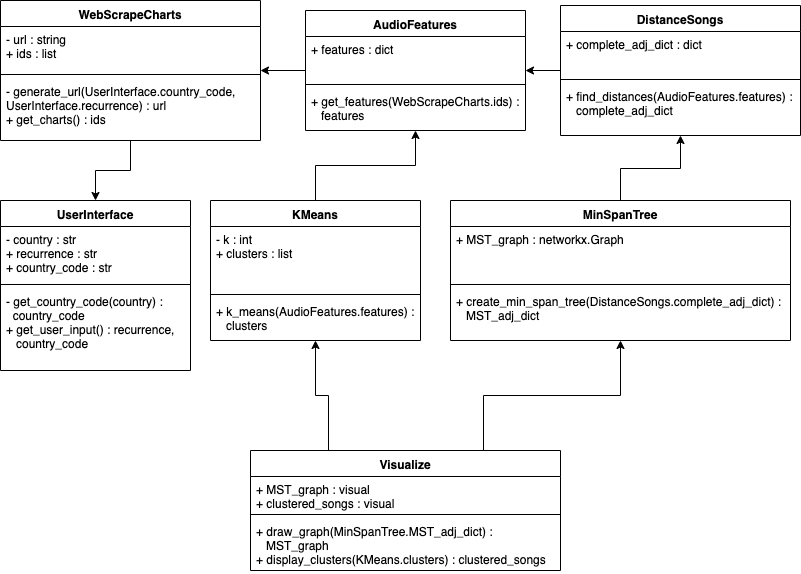 WebScrapeCharts
- url : string
+ ids : list
- generate_url(UserInterface.country_code,
UserInterface.recurrence) : url
+ get_charts() : ids
AudioFeatures
+ features : dict
+ get_features(WebScrapeCharts.ids) :
features
DistanceSongs
+ complete_adj_dict : dict
+ find_distances(AudioFeatures.features) :
complete_adj_dict
UserInterface
- country : str
+ recurrence : str
+ country_code : str
- get_country_code(country) :
country_code
+ get_user_input() : recurrence,
country_code
KMeans
- k : int
+ clusters : list
+ k_means(AudioFeatures.features) :
clusters
MinSpanTree
+ MST_graph : networkx.Graph
+ create_min_span_tree(DistanceSongs.complete_adj_dict) :
MST_adj_dict
Visualize
+ MST_graph : visual
+ clustered_songs : visual
+ draw_graph(MinSpanTree.MST_adj_dict) :
MST_graph
+ display_clusters(KMeans.clusters) : clustered_songs